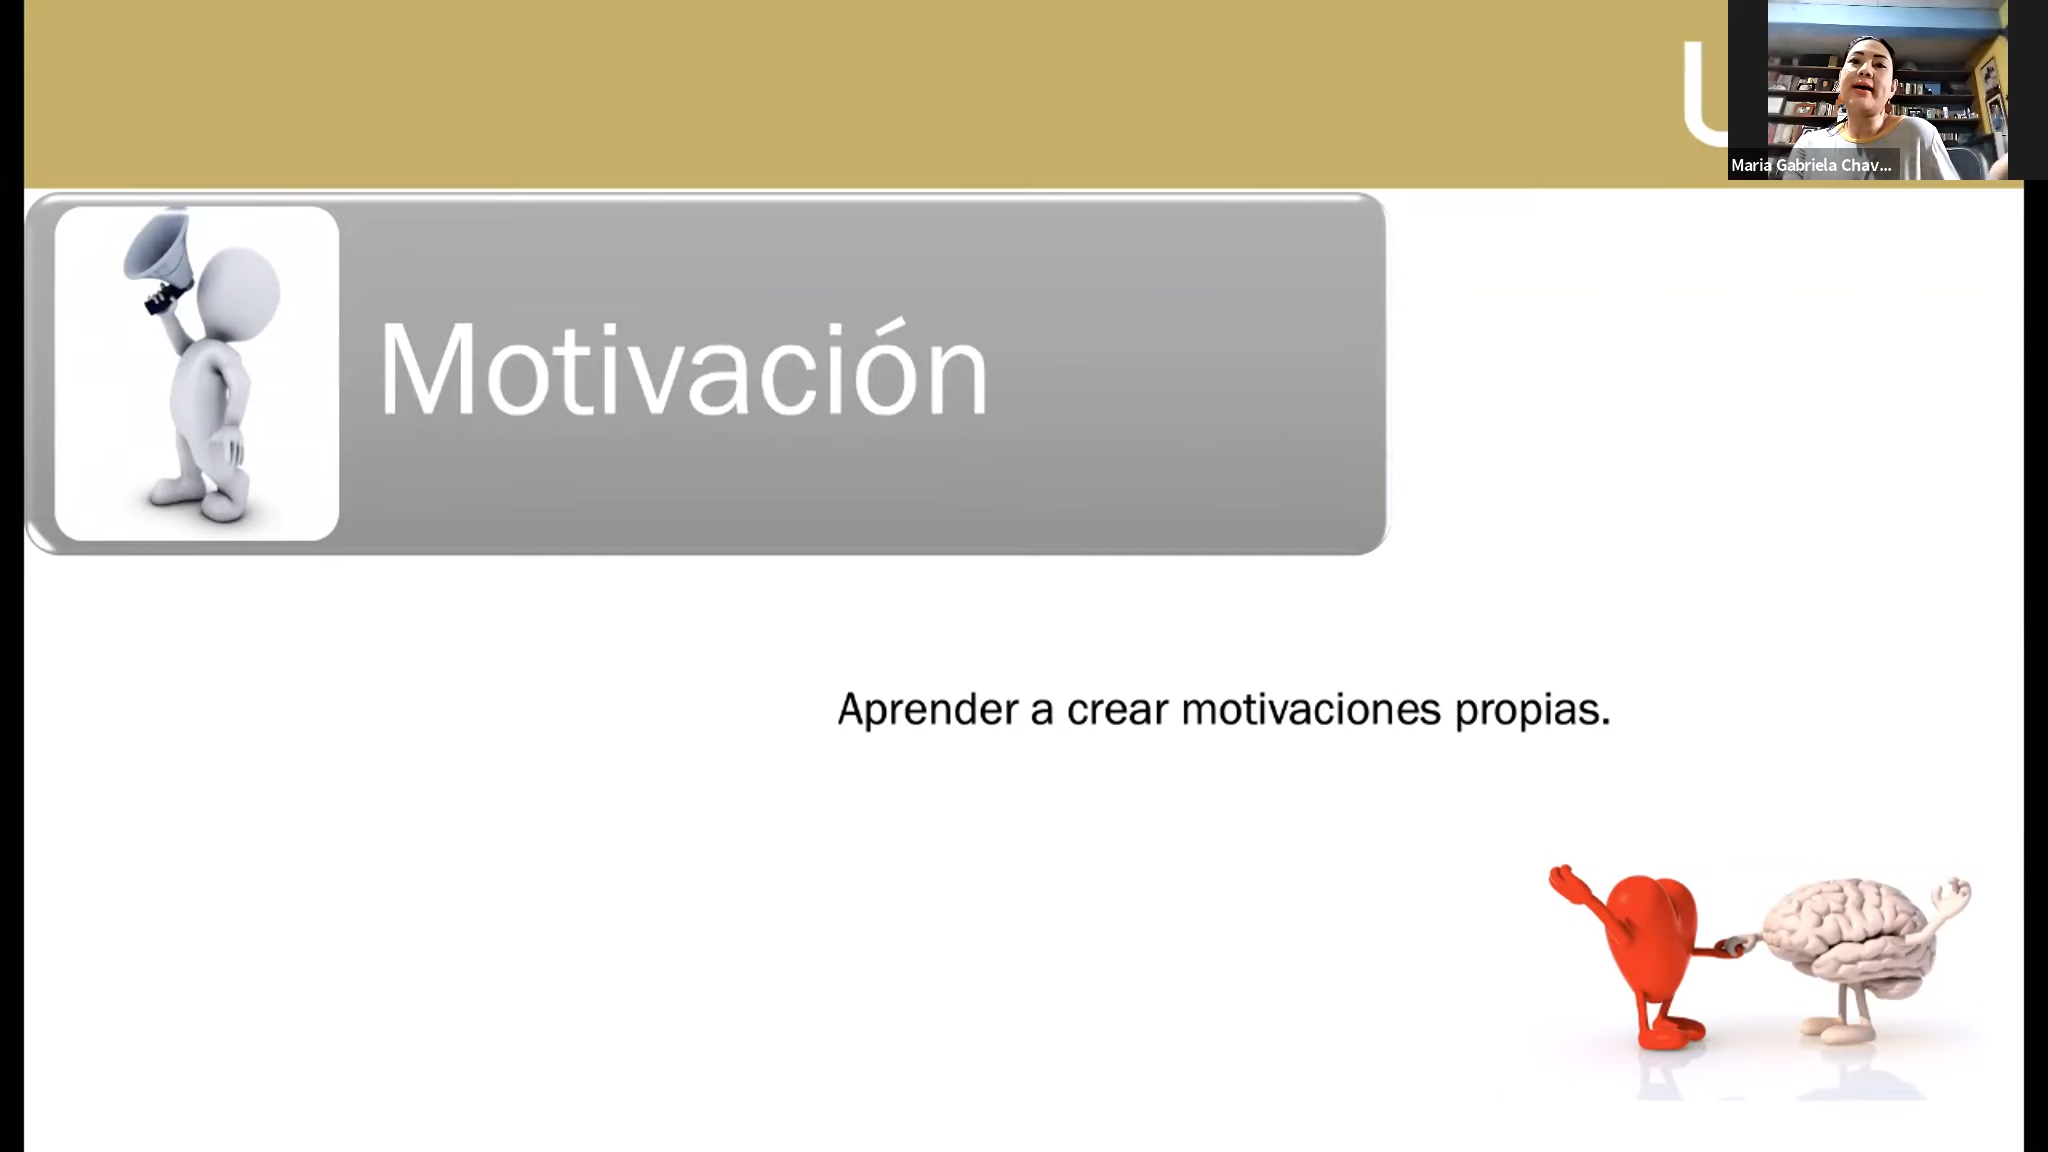 Maria Gabriela Chav...
Motivación
Aprender a crear motivaciones propias.